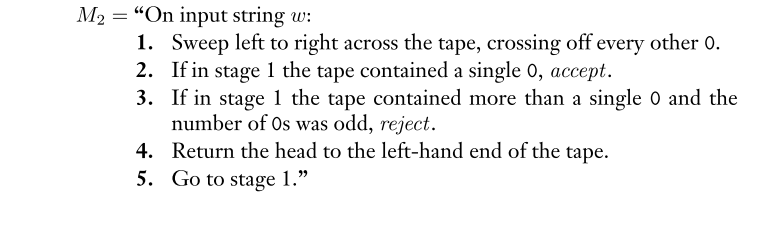 M₂ = “On input string w:
1. Sweep left to right across the tape, crossing off every other 0.
2. If in stage 1 the tape contained a single 0, accept.
3. If in stage 1 the tape contained more than a single 0 and the
number of 0s was odd, reject.
4. Return the head to the left-hand end of the tape.
5. Go to stage 1.”